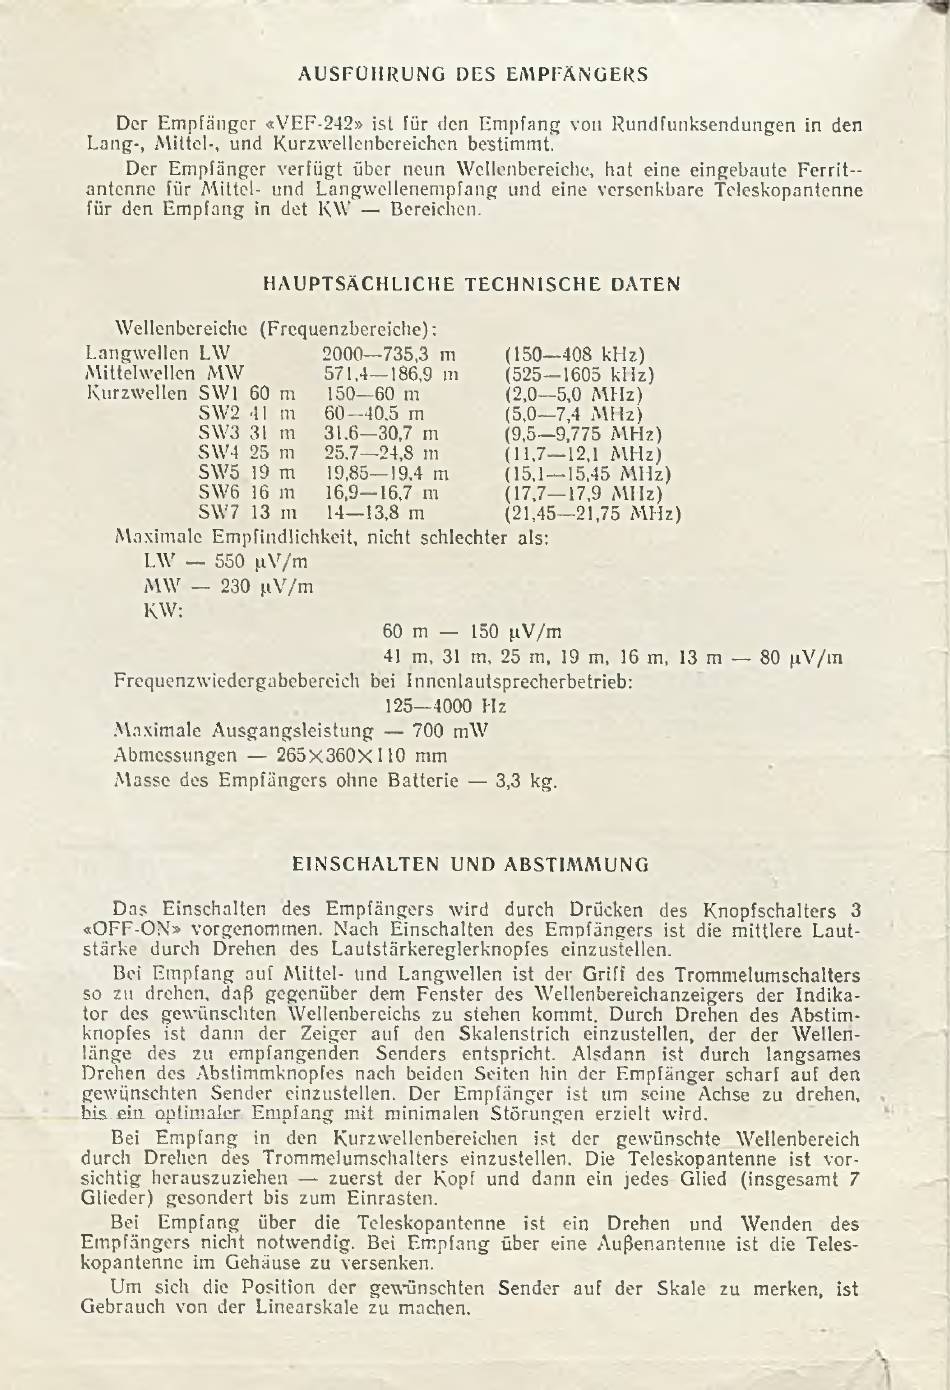 AUSFÜHRUNG DES EMPFÄNGERS
Der Empfänger «VEF-242» ist für den Empfang von Rundfunksendungen in den
Lang-, Mittel-, und Kurzwellenbereichen bestimmt.
Der Empfänger verfügt über neun Wellenbereiche, hat eine eingebaute Ferrit--
antenne für Mittel- und Langwellenempfang und eine versenkbare Teleskopantenne
für den Empfang in det KW — Bereichen.
HAUPTSÄCHLICHE TECHNISCHE DATEN
Wellenbereiche (Frequenzbereiche):
Langwellen LW 2000—735,3 m (150—408 kHz)
Mittelwellen MW 571,4—186,9 m (525—1605 kHz)
Kurzwellen SW1 60 m 150—60 m (2,0—5,0 MHz)
SW2 41 m 60—40.5 m (5,0—7,4 MHz)
SW3 31 m 31.6—30,7 m (9,5—9,775 MHz)
SW4 25 m 25.7—24,8 m (11,7—12,1 MHz)
SW5 19 m 19,85—19,4 m (15,1—15,45 MHz)
SW6 16 m 16,9—16,7 m (17,7—17,9 MHz)
SW7 13 m 14—13,8 m (21,45—21,75 MHz)
Maximale Empfindlichkeit, nicht schlechter als:
LW — 550 μV/m
MW — 230 μV/m
KW:
60 m — 150 μV/m
41 m, 31 m, 25 m, 19 m, 16 m, 13 m — 80 μV/m
Frequenzwiedergabebereich bei Innenlautsprecherbetrieb:
125—4000 Hz
Maximale Ausgangsleistung — 700 mW
Abmessungen — 265×360×110 mm
Masse des Empfängers ohne Batterie — 3,3 kg.
EINSCHALTEN UND ABSTIMMUNG
Das Einschalten des Empfängers wird durch Drücken des Knopfschalters 3
«OFF-ON» vorgenommen. Nach Einschalten des Empfängers ist die mittlere Laut-
stärke durch Drehen des Lautstärkereglerknopfes einzustellen.
Bei Empfang auf Mittel- und Langwellen ist der Griff des Trommelumschalters
so zu drehen, daß gegenüber dem Fenster des Wellenbereichanzeigers der Indika-
tor des gewünschten Wellenbereichs zu stehen kommt. Durch Drehen des Abstim-
knopfes ist dann der Zeiger auf den Skalenstrich einzustellen, der der Wellen-
länge des zu empfangenden Senders entspricht. Alsdann ist durch langsames
Drehen des Abstimmknopfes nach beiden Seiten hin der Empfänger scharf auf den
gewünschten Sender einzustellen. Der Empfänger ist um seine Achse zu drehen,
bis ein optimaler Empfang mit minimalen Störungen erzielt wird.
Bei Empfang in den Kurzwellenbereichen ist der gewünschte Wellenbereich
durch Drehen des Trommelumschalters einzustellen. Die Teleskopantenne ist vor-
sichtig herauszuziehen — zuerst der Kopf und dann ein jedes Glied (insgesamt 7
Glieder) gesondert bis zum Einrasten.
Bei Empfang über die Teleskopantenne ist ein Drehen und Wenden des
Empfängers nicht notwendig. Bei Empfang über eine Außenantenne ist die Teles-
kopantenne im Gehäuse zu versenken.
Um sich die Position der gewünschten Sender auf der Skale zu merken, ist
Gebrauch von der Linearskale zu machen.